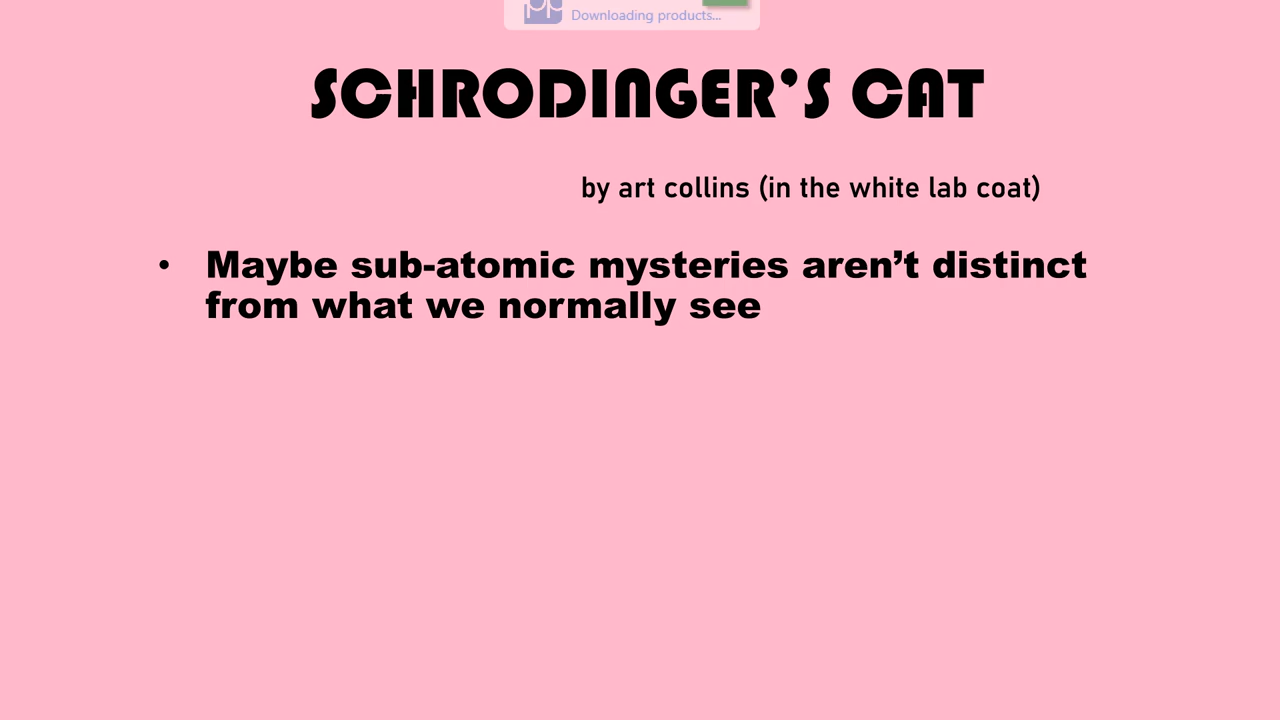 Downloading products...
SCHRODINGER’S CAT
by art collins (in the white lab coat)
• Maybe sub-atomic mysteries aren’t distinct
from what we normally see